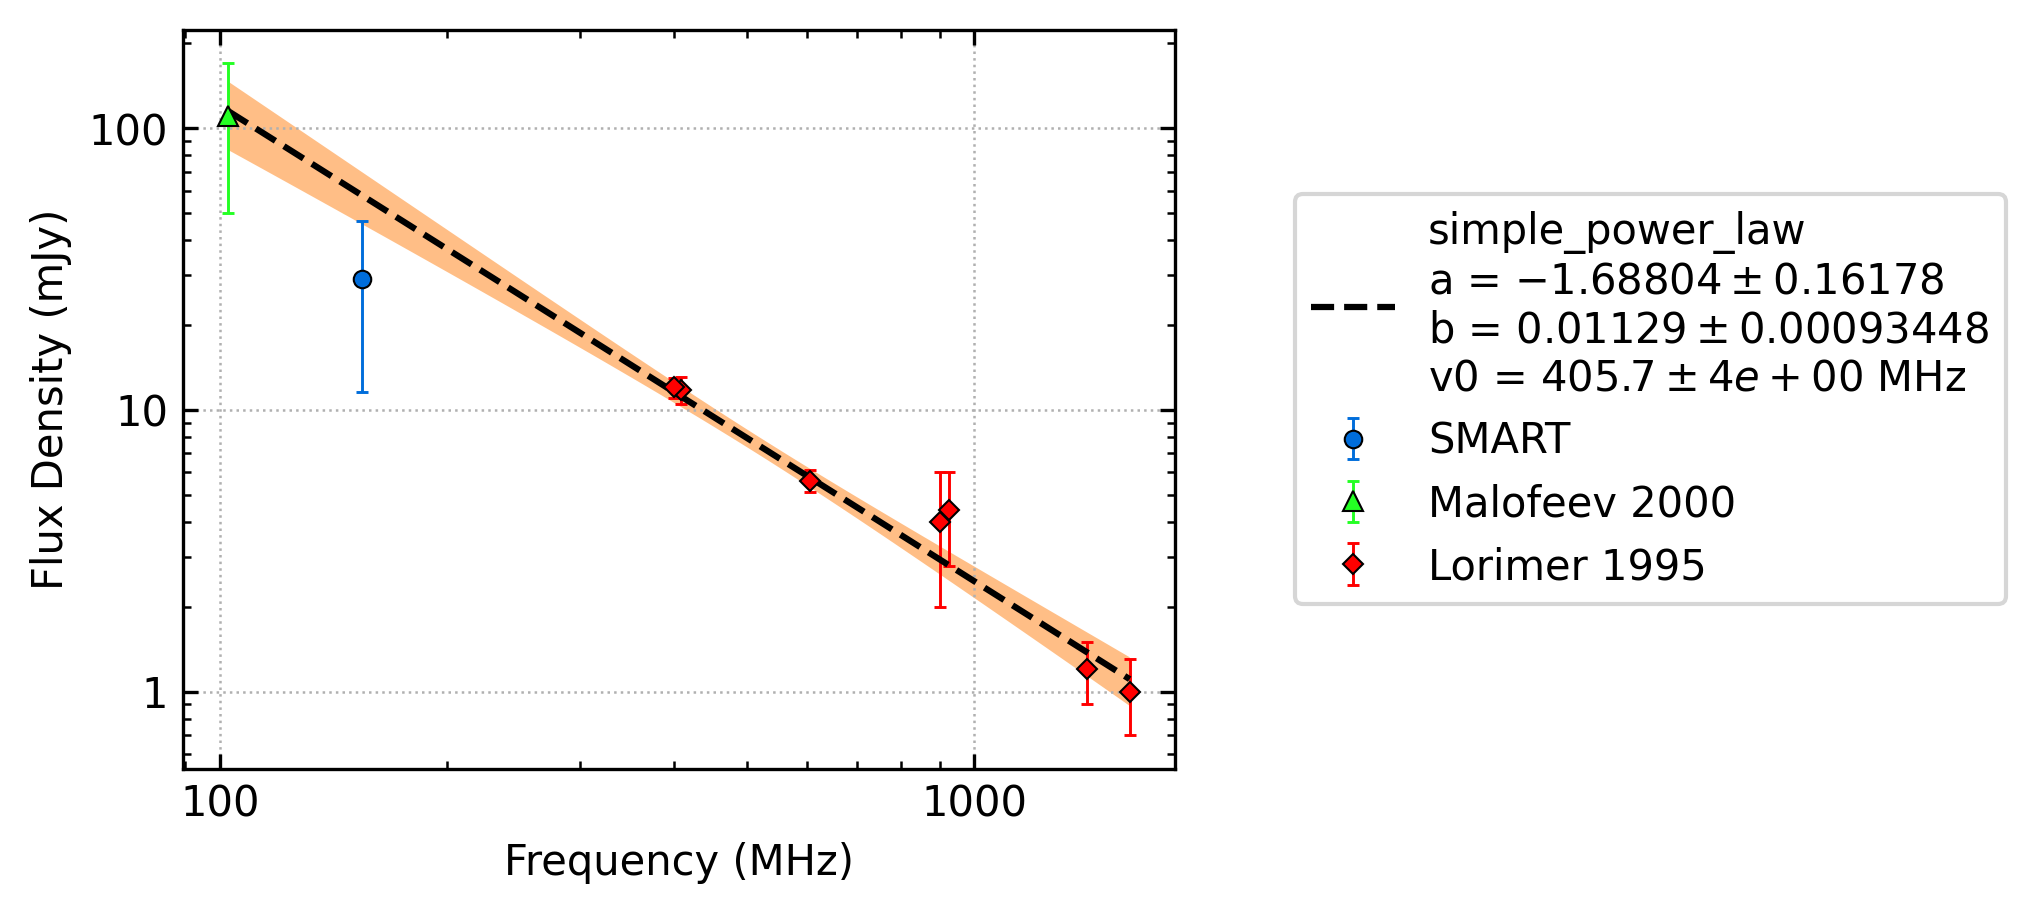 100
10
1
Flux Density (mJy)
100
1000
Frequency (MHz)
simple_power_law
a = −1.68804 ± 0.16178
b = 0.01129 ± 0.00093448
v0 = 405.7 ± 4e + 00 MHz
SMART
Malofeev 2000
Lorimer 1995